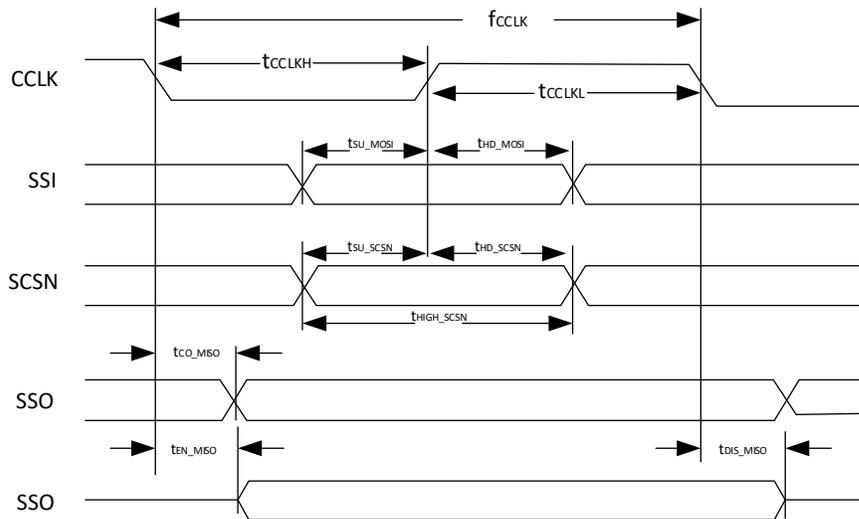 fCCLK
CCLK
tCCLKH
tCCLKL
tSU_MOSI
tHD_MOSI
SSI
tSU_SCSN
tHD_SCSN
SCSN
tHIGH_SCSN
tCO_MISO
SSO
tEN_MISO
tDIS_MISO
SSO